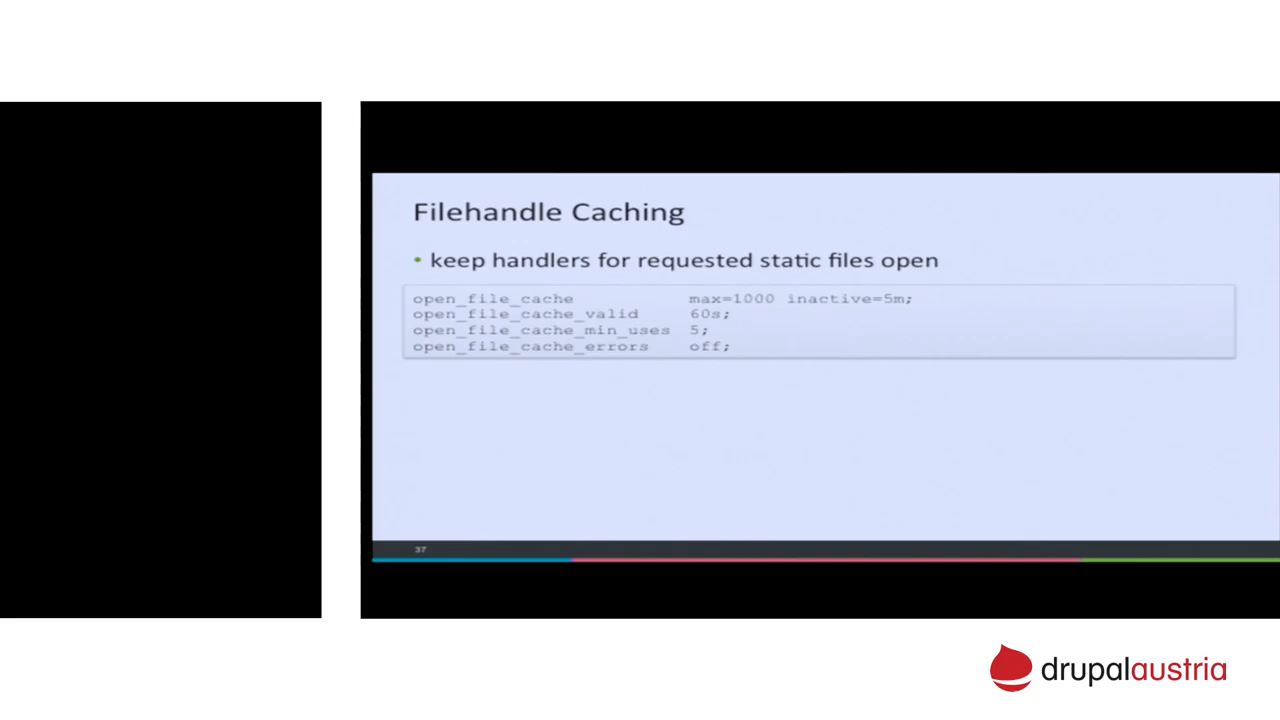 Filehandle Caching
• keep handlers for requested static files open
open_file_cache max=1000 inactive=5m;
open_file_cache_valid 60s;
open_file_cache_min_uses 5;
open_file_cache_errors off;
37
drupalaustria